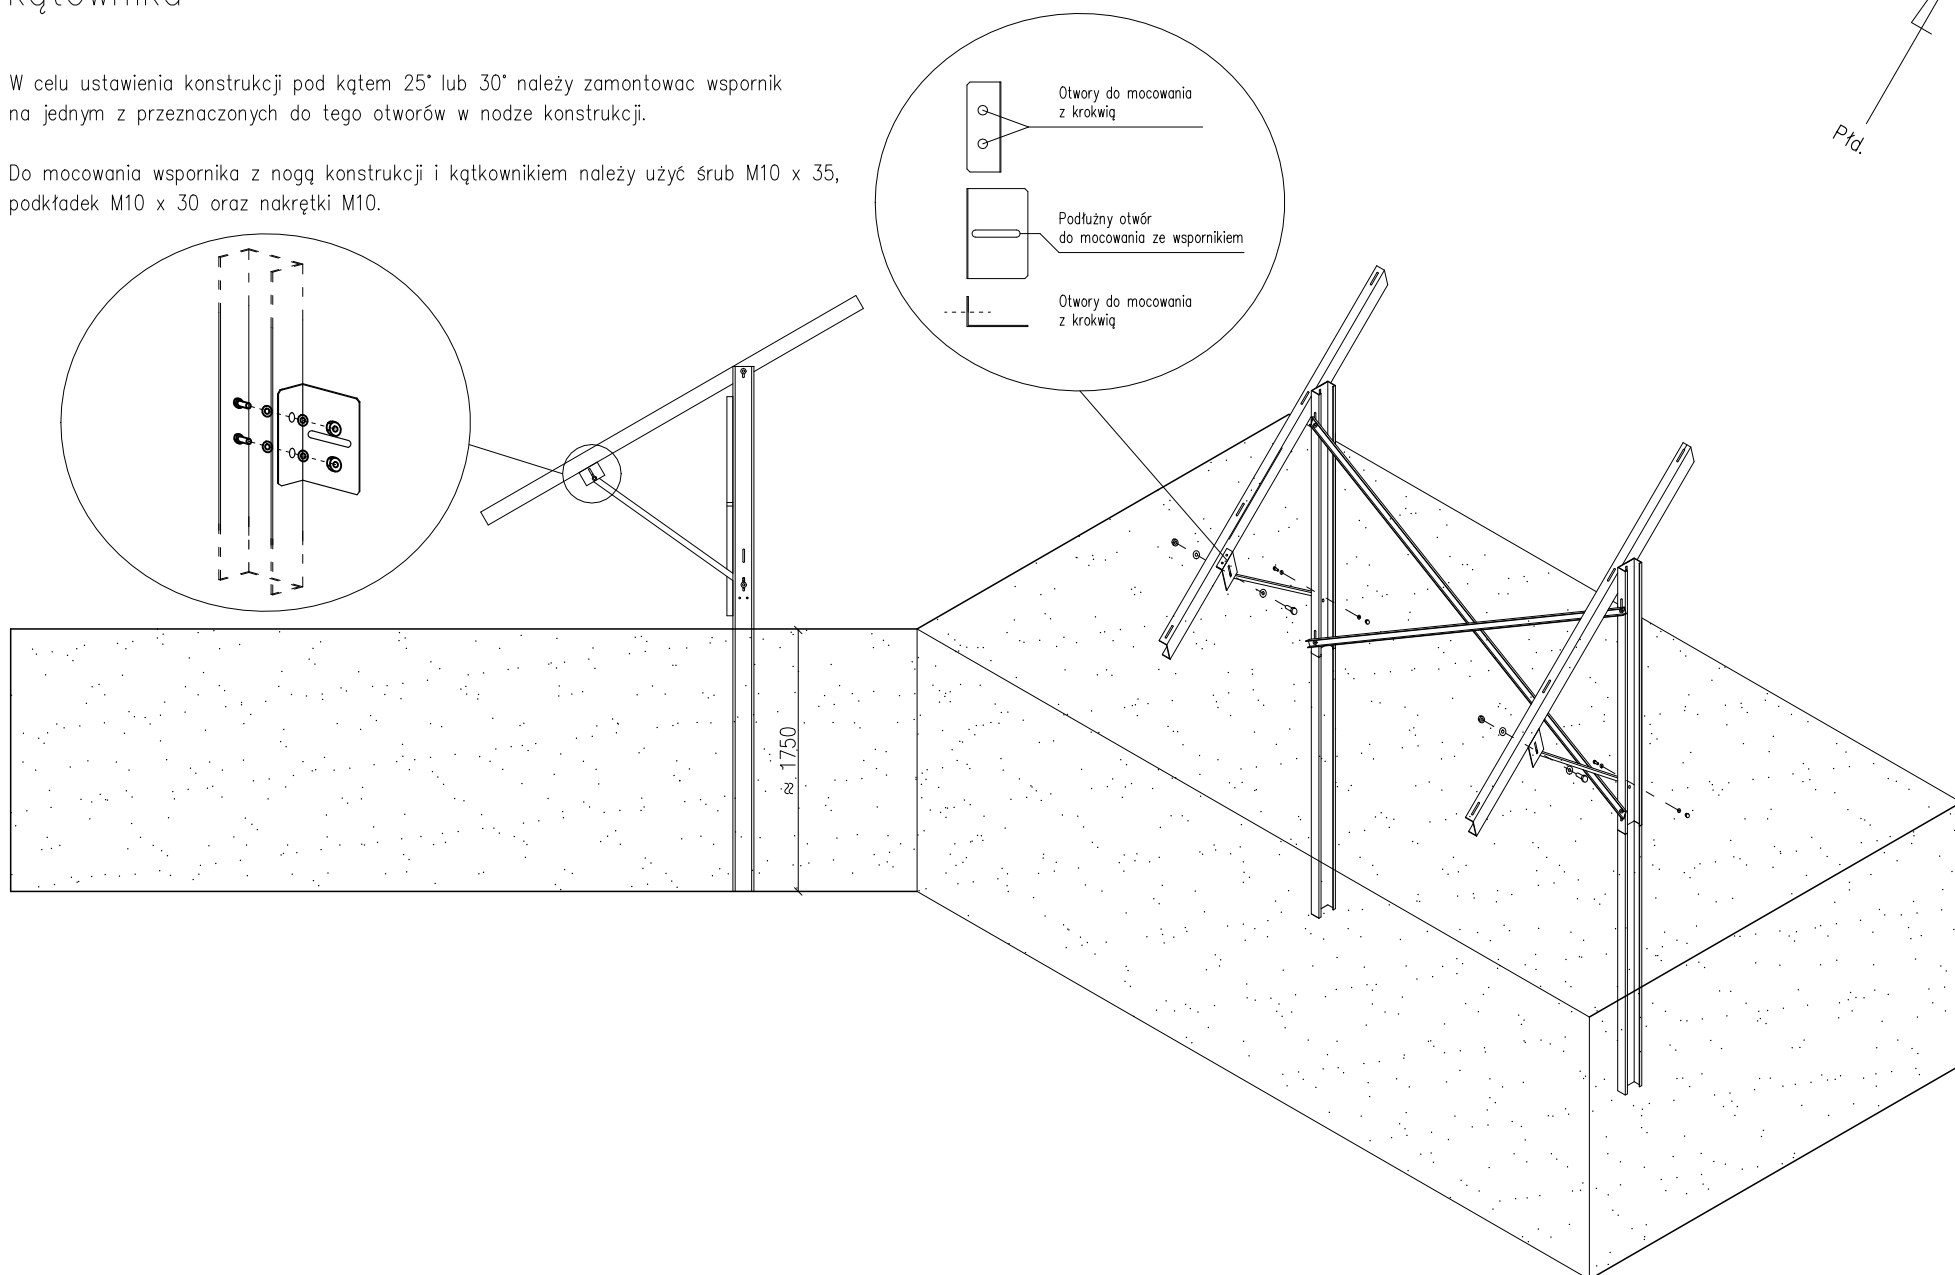 kątownika
W celu ustawienia konstrukcji pod kątem 25° lub 30° należy zamontowac wspornik
na jednym z przeznaczonych do tego otworów w nodze konstrukcji.
Do mocowania wspornika z nogą konstrukcji i kątkownikiem należy użyć śrub M10 x 35,
podkładek M10 x 30 oraz nakrętki M10.
Otwory do mocowania
z krokwią
Podłużny otwór
do mocowania ze wspornikiem
Otwory do mocowania
z krokwią
Płd.
≈ 1750